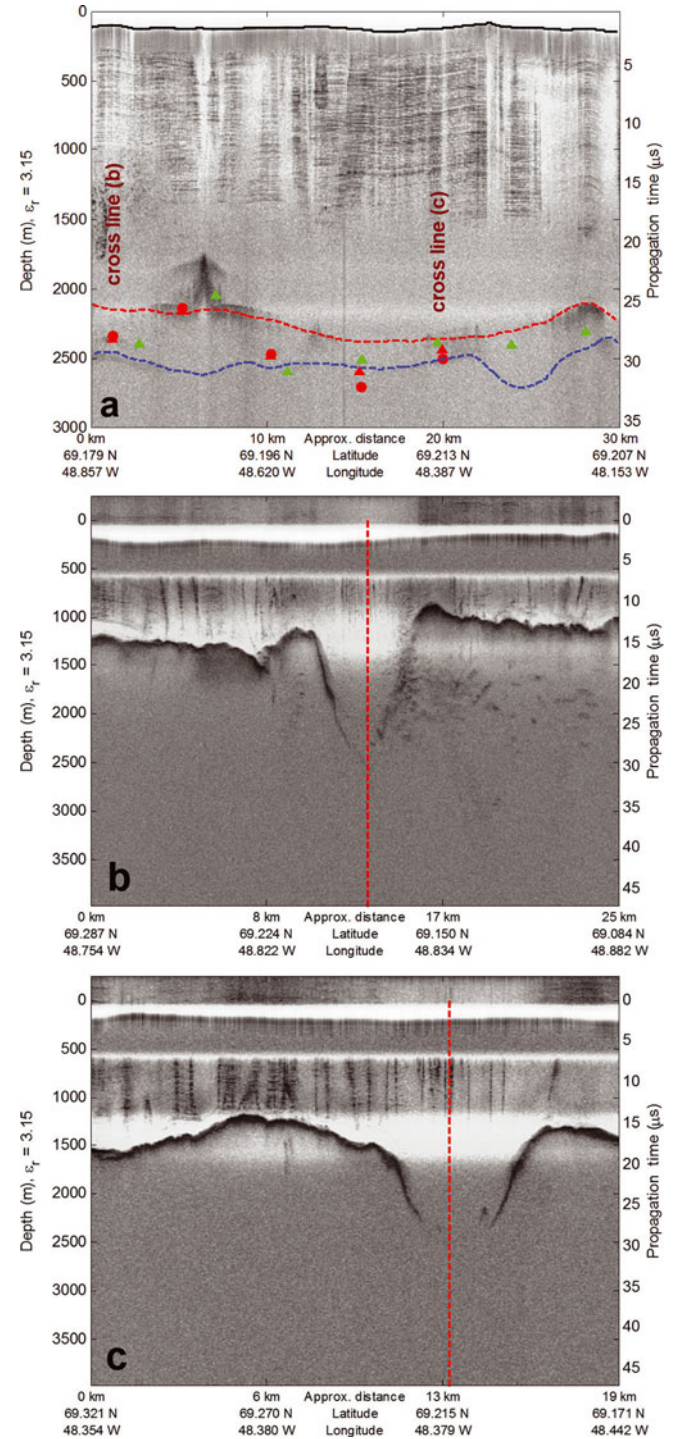 0
500
1000
1500
2000
2500
3000
Depth (m), εr = 3.15
5
10
15
20
25
30
35
Propagation time (µs)
cross line (b)
cross line (c)
a
0 km 10 km Approx. distance 20 km 30 km
69.179 N 69.196 N Latitude 69.213 N 69.207 N
48.857 W 48.620 W Longitude 48.387 W 48.153 W
0
500
1000
1500
2000
2500
3000
3500
Depth (m), εr = 3.15
0
5
10
15
20
25
30
35
40
45
Propagation time (µs)
b
0 km 8 km Approx. distance 17 km 25 km
69.287 N 69.224 N Latitude 69.150 N 69.084 N
48.754 W 48.822 W Longitude 48.834 W 48.882 W
0
500
1000
1500
2000
2500
3000
3500
Depth (m), εr = 3.15
0
5
10
15
20
25
30
35
40
45
Propagation time (µs)
c
0 km 6 km Approx. distance 13 km 19 km
69.321 N 69.270 N Latitude 69.215 N 69.171 N
48.354 W 48.380 W Longitude 48.379 W 48.442 W